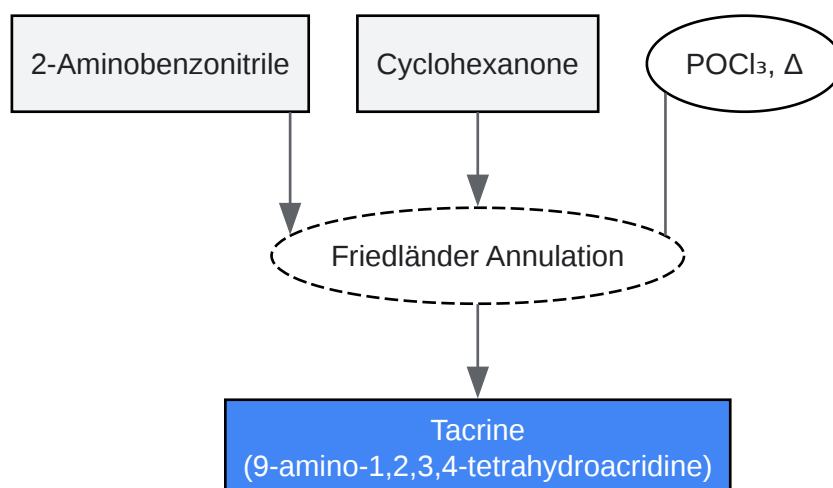 2-Aminobenzonitrile
Cyclohexanone
POCl₃, Δ
Friedländer Annulation
Tacrine
(9-amino-1,2,3,4-tetrahydroacridine)